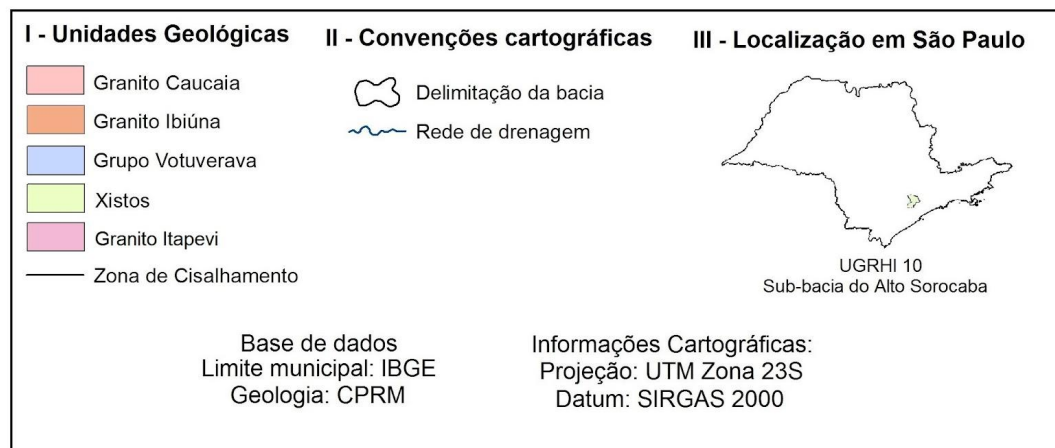 I - Unidades Geológicas
Granito Caucaia
Granito Ibiúna
Grupo Votuverava
Xistos
Granito Itapevi
Zona de Cisalhamento
II - Convenções cartográficas
Delimitação da bacia
Rede de drenagem
III - Localização em São Paulo
UGRHI 10
Sub-bacia do Alto Sorocaba
Base de dados
Limite municipal: IBGE
Geologia: CPRM
Informações Cartográficas:
Projeção: UTM Zona 23S
Datum: SIRGAS 2000